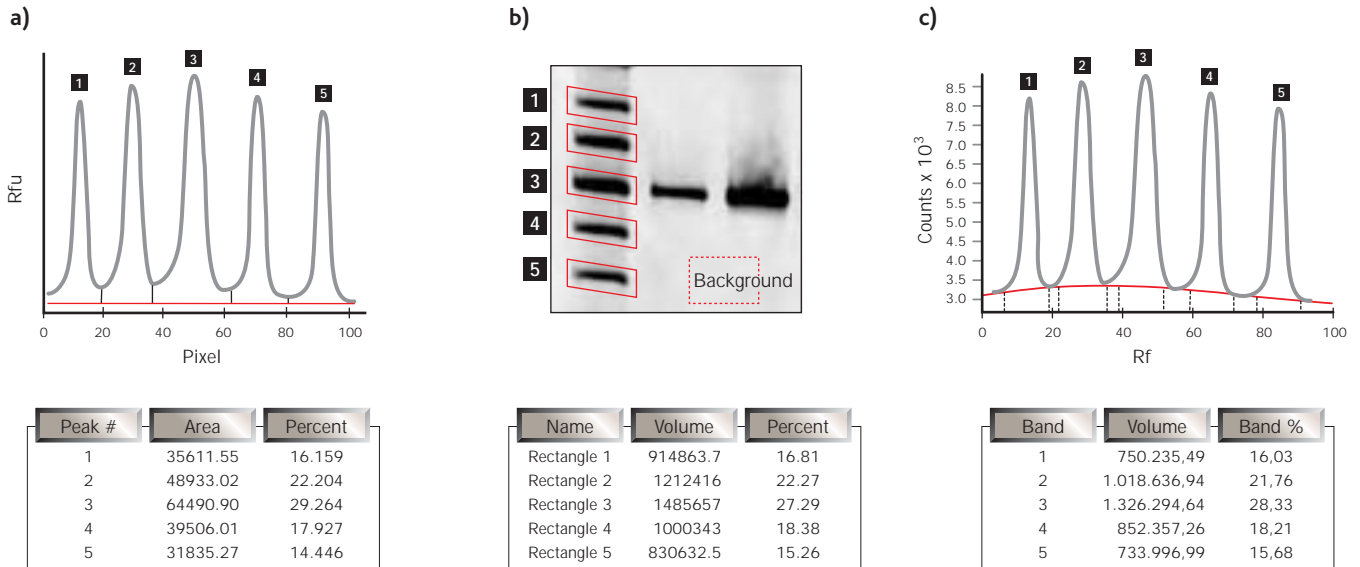 a)
1
2
3
4
5
Rfu
0 20 40 60 80 100
Pixel
Peak # Area Percent
1 35611.55 16.159
2 48933.02 22.204
3 64490.90 29.264
4 39506.01 17.927
5 31835.27 14.446
b)
1
2
3
4
5
Background
Name Volume Percent
Rectangle 1 914863.7 16.81
Rectangle 2 1212416 22.27
Rectangle 3 1485657 27.29
Rectangle 4 1000343 18.38
Rectangle 5 830632.5 15.26
c)
1
2
3
4
5
Counts x 10³
8.5
8.0
7.5
7.0
6.5
6.0
5.5
5.0
4.5
4.0
3.5
3.0
0 20 40 60 80 100
Rf
Band Volume Band %
1 750.235,49 16,03
2 1.018.636,94 21,76
3 1.326.294,64 28,33
4 852.357,26 18,21
5 733.996,99 15,68